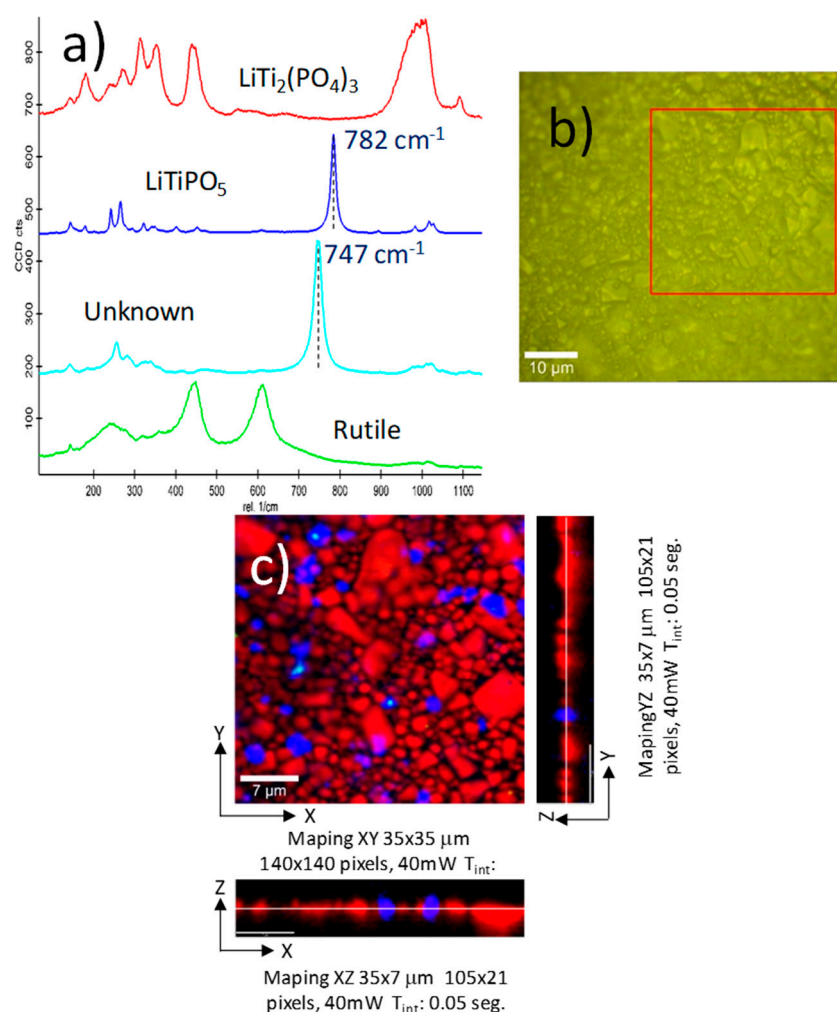 a)
800
700
600
500
400
300
200
100
CCD cts
LiTi2(PO4)3
782 cm-1
LiTiPO5
747 cm-1
Unknown
Rutile
200 300 400 500 600 700 800 900 1000 1100
rel. 1/cm
b)
10 µm
c)
Y
7 µm
X
Maping XY 35x35 µm
140x140 pixels, 40mW Tint:
Z
Y
MapingYZ 35x7 µm 105x21
pixels, 40mW Tint: 0.05 seg.
Z
X
Maping XZ 35x7 µm 105x21
pixels, 40mW Tint: 0.05 seg.